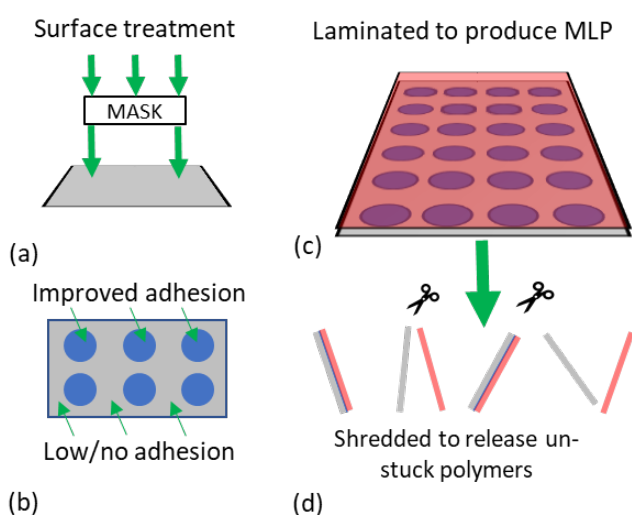 Surface treatment
MASK
(a)
Improved adhesion
Low/no adhesion
(b)
Laminated to produce MLP
(c)
Shredded to release un-
stuck polymers
(d)